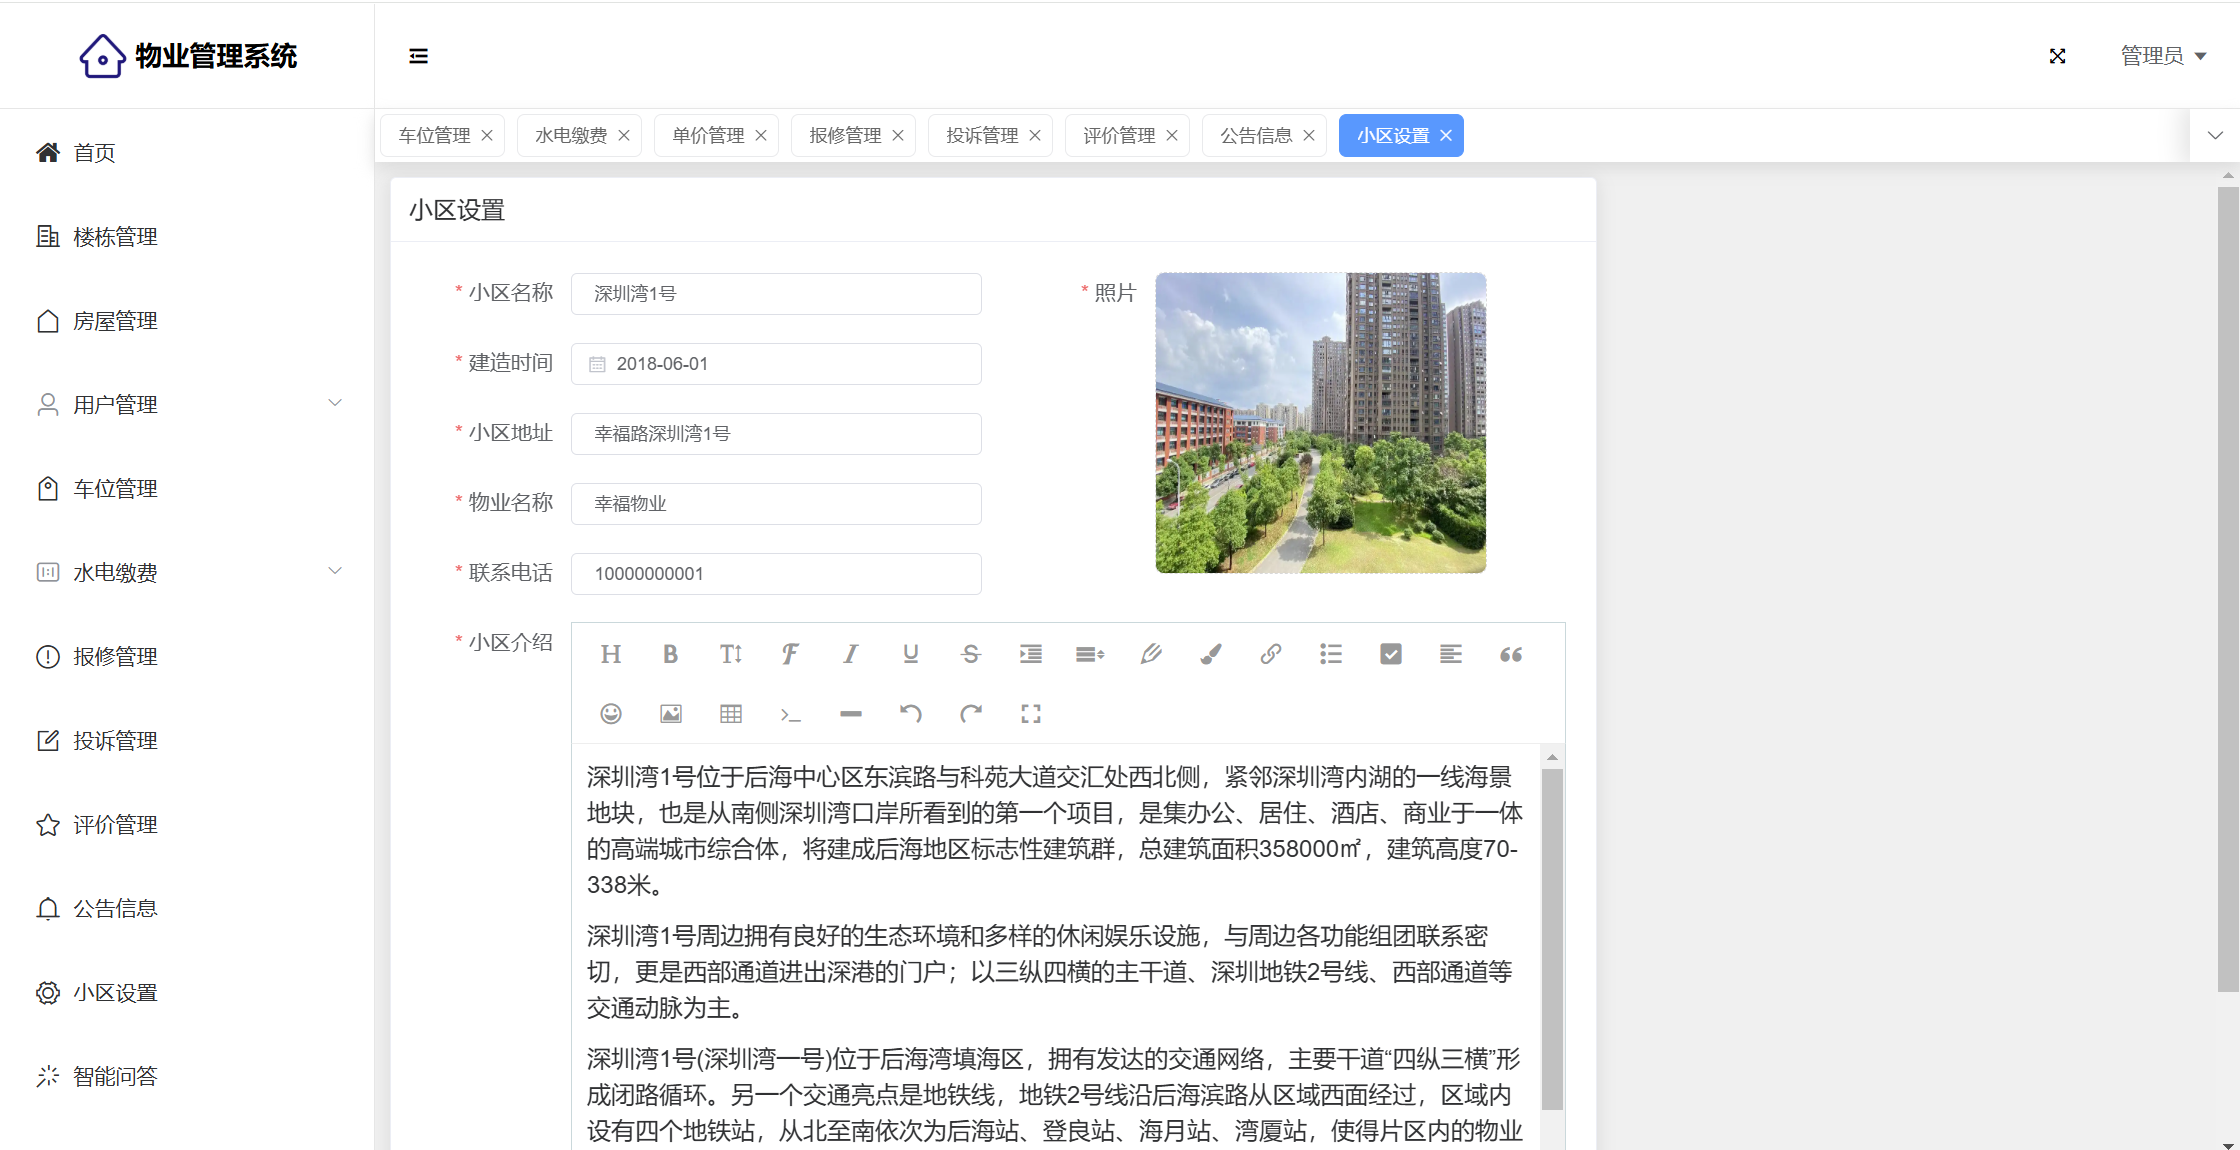 物业管理系统
管理员
首页
楼栋管理
房屋管理
用户管理
车位管理
水电缴费
报修管理
投诉管理
评价管理
公告信息
小区设置
智能问答
车位管理 水电缴费 单价管理 报修管理 投诉管理 评价管理 公告信息 小区设置
小区设置
* 小区名称 深圳湾1号
* 照片
* 建造时间 2018-06-01
* 小区地址 幸福路深圳湾1号
* 物业名称 幸福物业
* 联系电话 10000000001
* 小区介绍
深圳湾1号位于后海中心区东滨路与科苑大道交汇处西北侧，紧邻深圳湾内湖的一线海景
地块，也是从南侧深圳湾口岸所看到的第一个项目，是集办公、居住、酒店、商业于一体
的高端城市综合体，将建成后海地区标志性建筑群，总建筑面积358000㎡，建筑高度70-
338米。
深圳湾1号周边拥有良好的生态环境和多样的休闲娱乐设施，与周边各功能组团联系密
切，更是西部通道进出深港的门户；以三纵四横的主干道、深圳地铁2号线、西部通道等
交通动脉为主。
深圳湾1号(深圳湾一号)位于后海湾填海区，拥有发达的交通网络，主要干道“四纵三横”形
成闭路循环。另一个交通亮点是地铁线，地铁2号线沿后海滨路从区域西面经过，区域内
设有四个地铁站，从北至南依次为后海站、登良站、海月站、湾厦站，使得片区内的物业